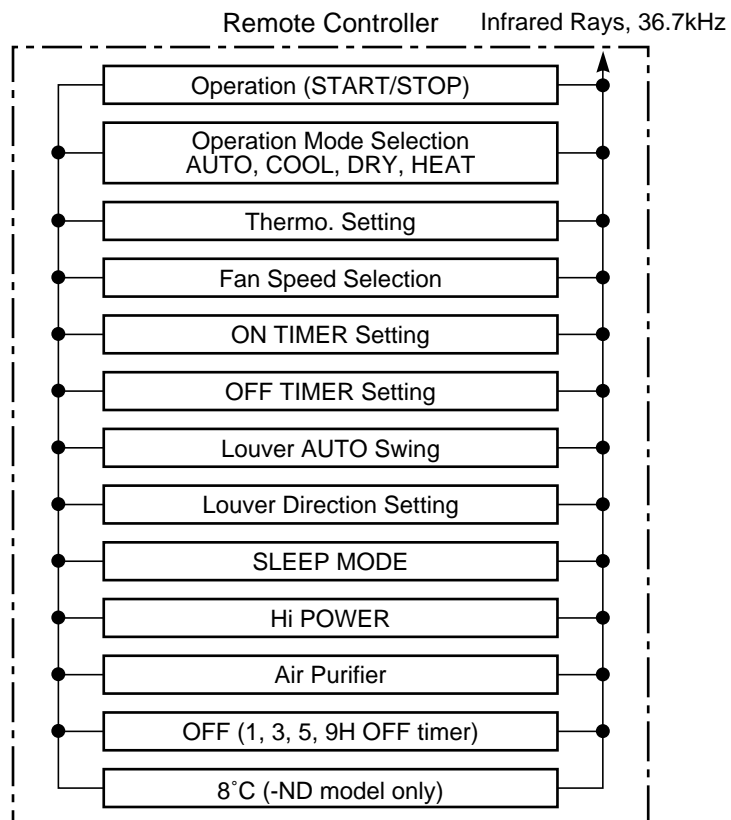 Remote Controller Infrared Rays, 36.7kHz
Operation (START/STOP)
Operation Mode Selection
AUTO, COOL, DRY, HEAT
Thermo. Setting
Fan Speed Selection
ON TIMER Setting
OFF TIMER Setting
Louver AUTO Swing
Louver Direction Setting
SLEEP MODE
Hi POWER
Air Purifier
OFF (1, 3, 5, 9H OFF timer)
8˚C (-ND model only)